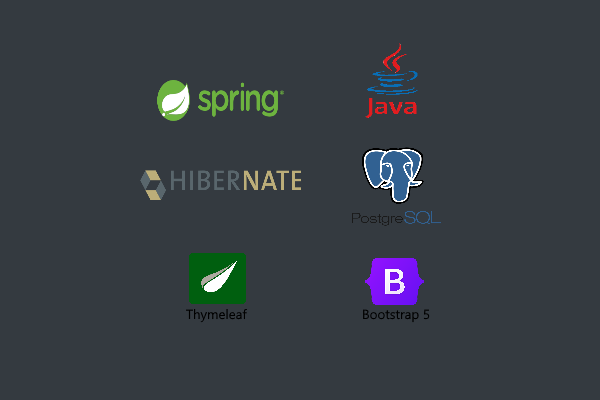 spring
Java
HIBERNATE
PostgreSQL
B
Thymeleaf
Bootstrap 5